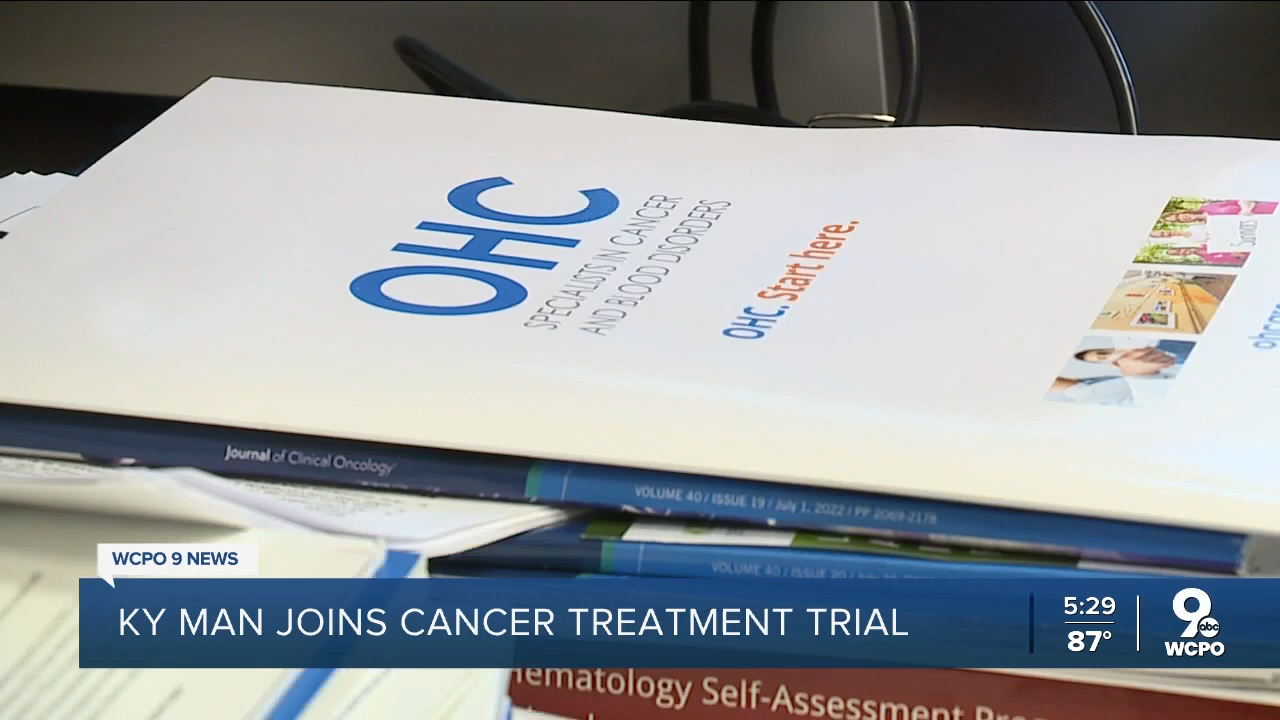 OHC
SPECIALISTS IN CANCER
AND BLOOD DISORDERS
OHC. Start here.
Journal of Clinical Oncology
VOLUME 40 / ISSUE 19 / July 1, 2022 / PP 2069-2178
VOLUME 40 / ISSUE 20 / July
WCPO 9 NEWS
KY MAN JOINS CANCER TREATMENT TRIAL
5:29
87°
9
abc
WCPO
Self-Assessment